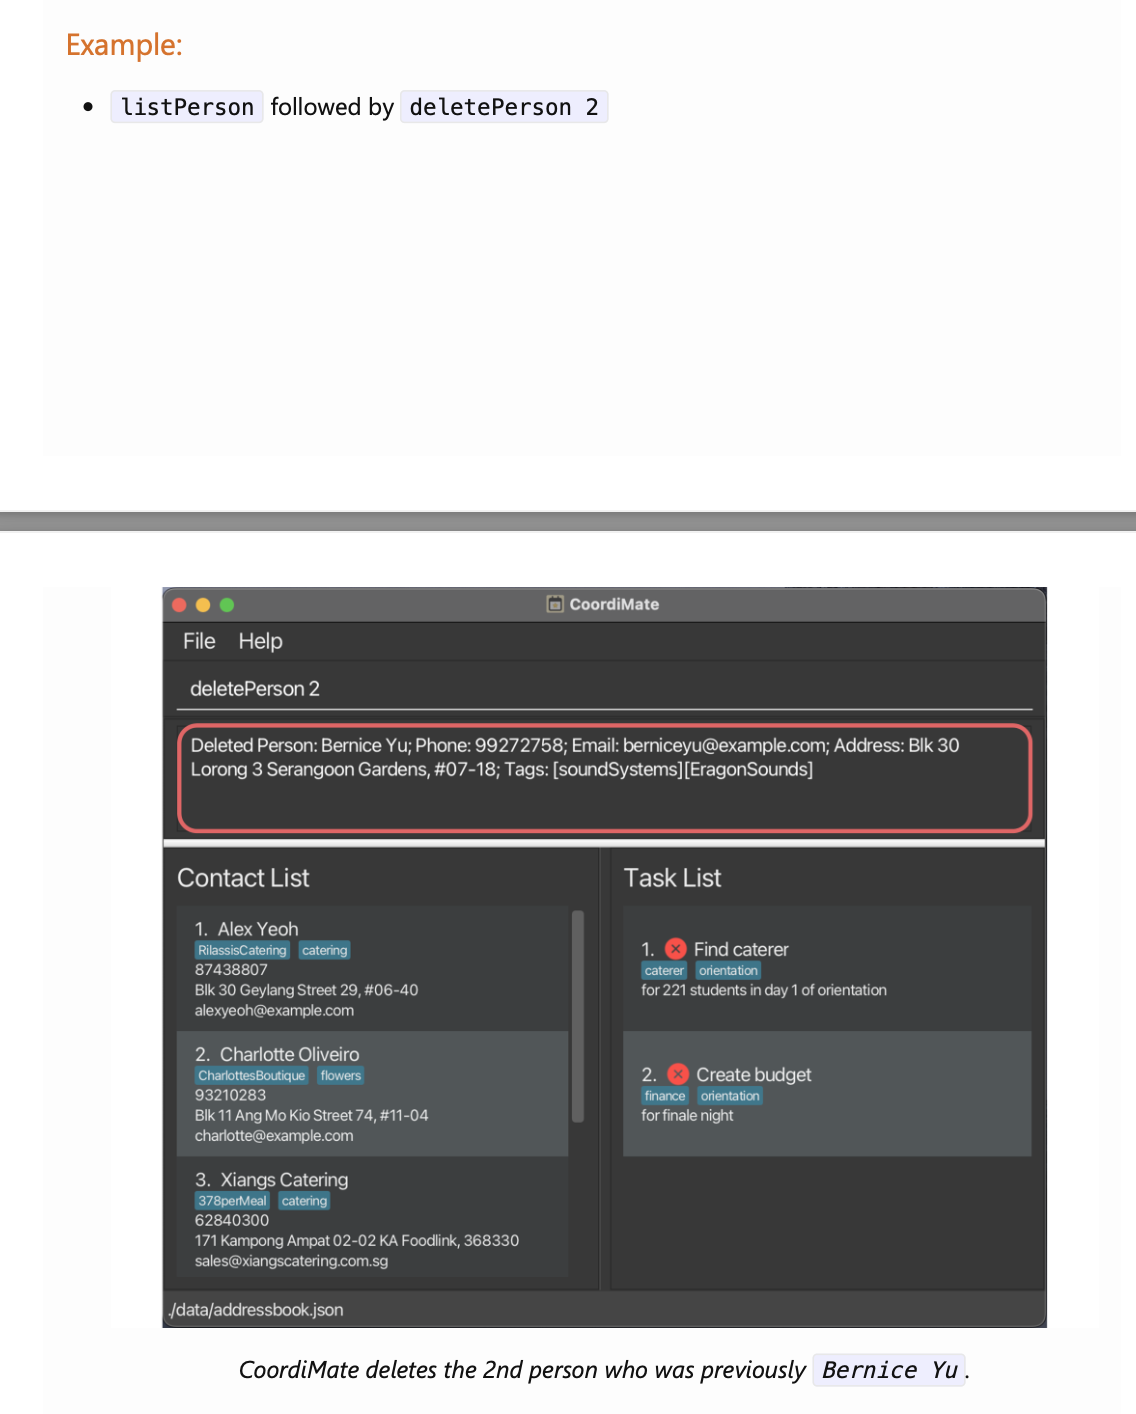 Example:
• listPerson followed by deletePerson 2
CoordiMate
File Help
deletePerson 2
Deleted Person: Bernice Yu; Phone: 99272758; Email: berniceyu@example.com; Address: Blk 30
Lorong 3 Serangoon Gardens, #07-18; Tags: [soundSystems][EragonSounds]
Contact List
1. Alex Yeoh
RilassisCatering catering
87438807
Blk 30 Geylang Street 29, #06-40
alexyeoh@example.com
2. Charlotte Oliveiro
CharlottesBoutique flowers
93210283
Blk 11 Ang Mo Kio Street 74, #11-04
charlotte@example.com
3. Xiangs Catering
378perMeal catering
62840300
171 Kampong Ampat 02-02 KA Foodlink, 368330
sales@xiangscatering.com.sg
Task List
1. Find caterer
caterer orientation
for 221 students in day 1 of orientation
2. Create budget
finance orientation
for finale night
./data/addressbook.json
CoordiMate deletes the 2nd person who was previously Bernice Yu.